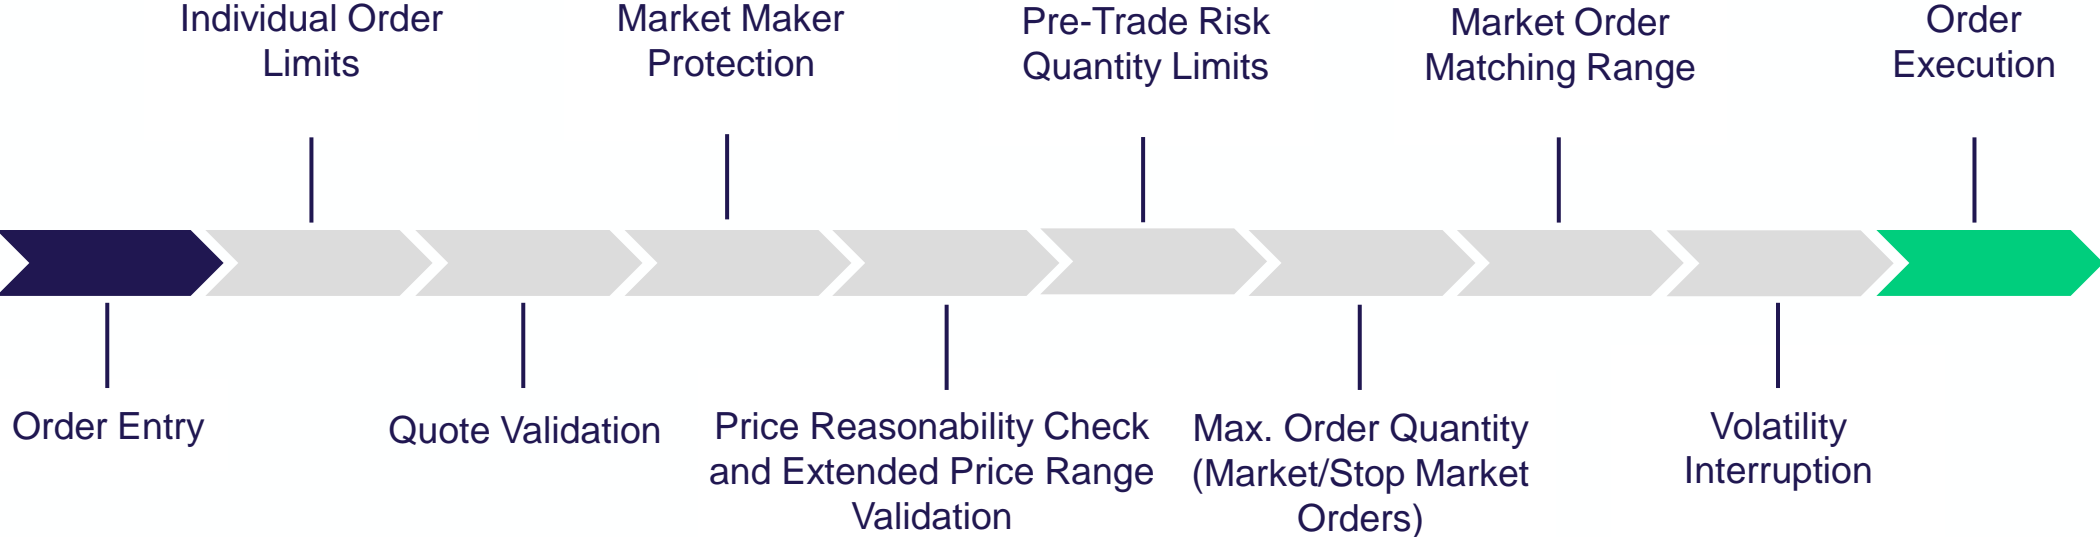 Individual Order
Limits
Market Maker
Protection
Pre-Trade Risk
Quantity Limits
Market Order
Matching Range
Order
Execution
Order Entry
Quote Validation
Price Reasonability Check
and Extended Price Range
Validation
Max. Order Quantity
(Market/Stop Market
Orders)
Volatility
Interruption